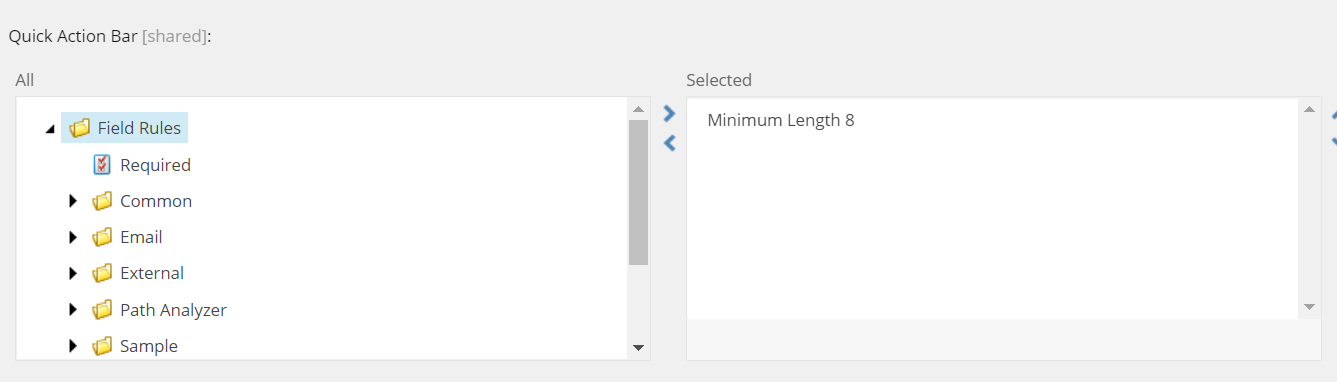 Quick Action Bar [shared]:
All
Field Rules
Required
Common
Email
External
Path Analyzer
Sample
Selected
Minimum Length 8